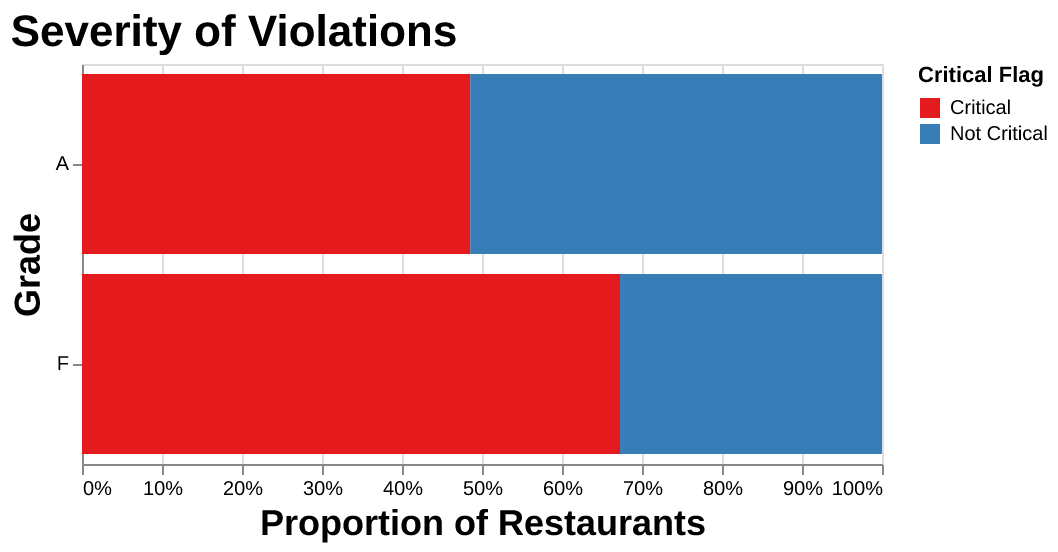 Severity of Violations
Critical Flag
Critical
Not Critical
Grade
A
F
0% 10% 20% 30% 40% 50% 60% 70% 80% 90% 100%
Proportion of Restaurants